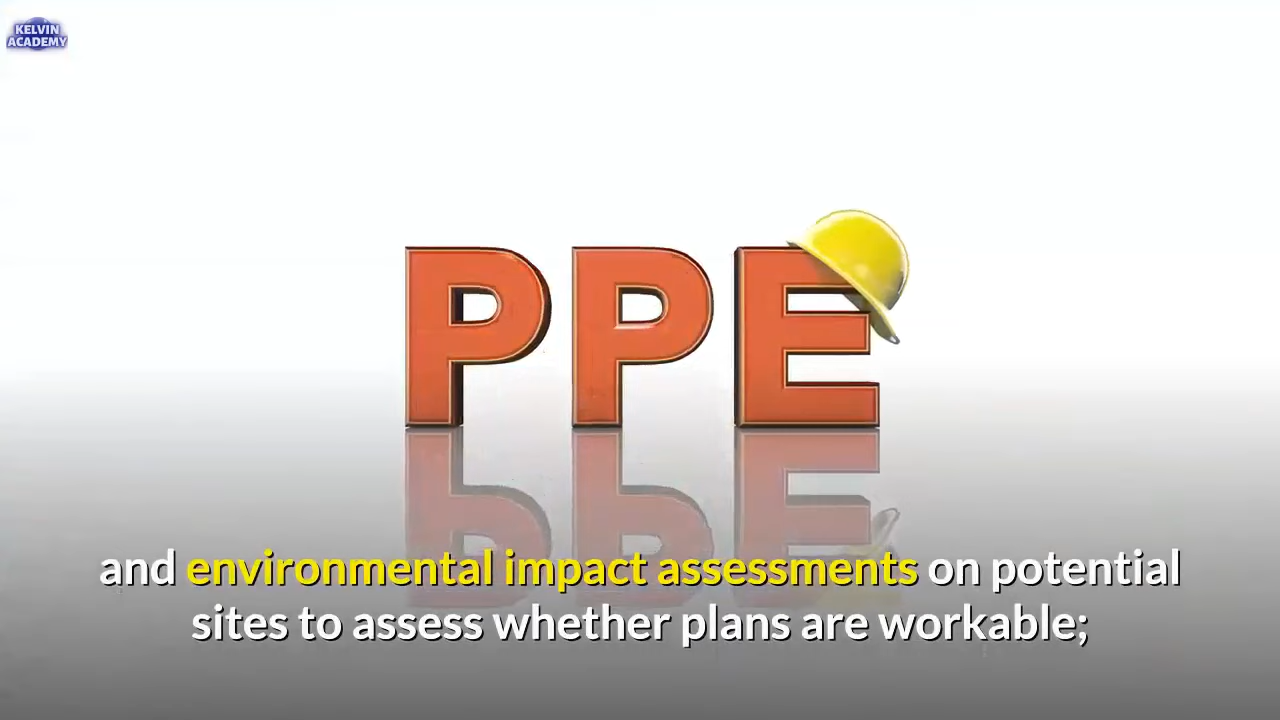 KELVIN
ACADEMY
PPE
and environmental impact assessments on potential
sites to assess whether plans are workable;